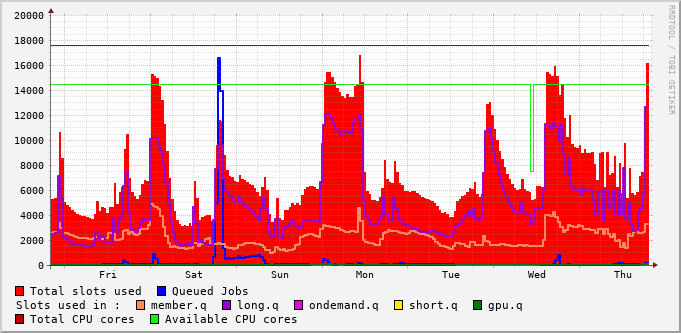 RRDTOOL / TOBI OETIKER
20000
18000
16000
14000
12000
10000
8000
6000
4000
2000
0
Fri Sat Sun Mon Tue Wed Thu
Total slots used Queued Jobs
Slots used in : member.q long.q ondemand.q short.q gpu.q
Total CPU cores Available CPU cores